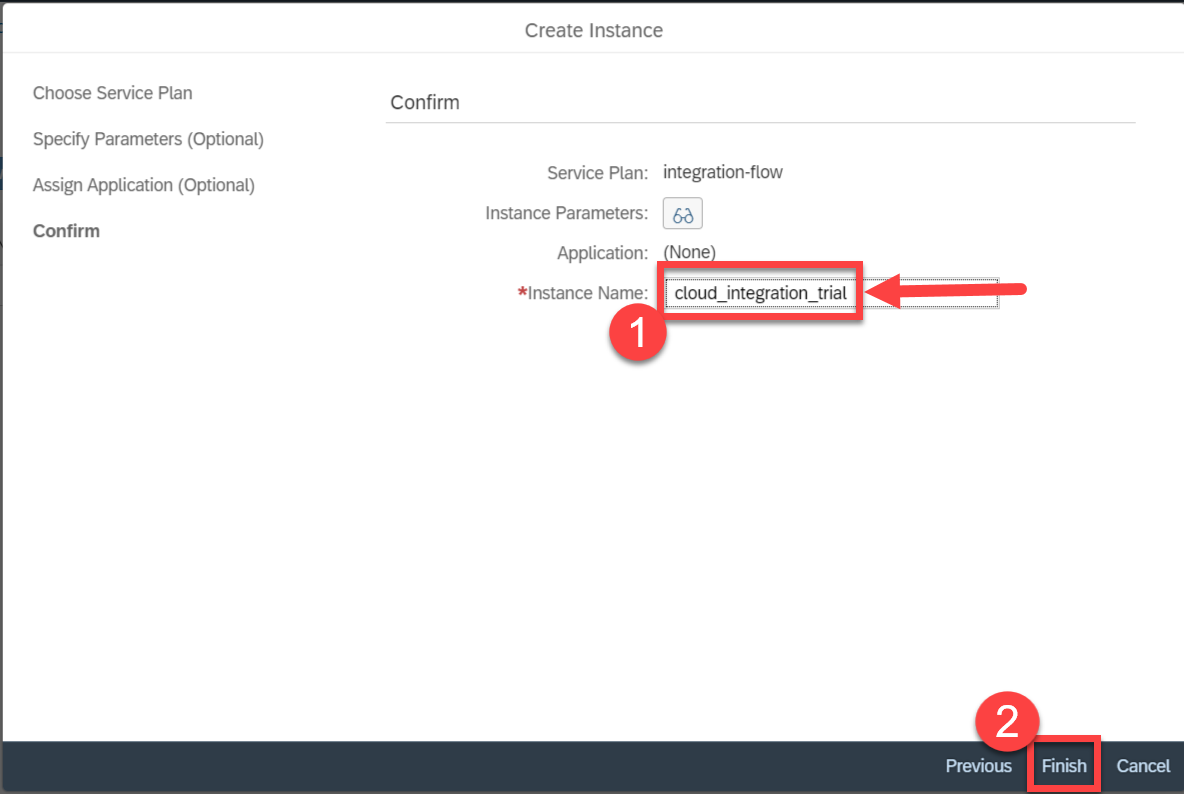 Create Instance
Choose Service Plan
Specify Parameters (Optional)
Assign Application (Optional)
Confirm
Confirm
Service Plan: integration-flow
Instance Parameters:
Application: (None)
*Instance Name: cloud_integration_trial
1
2
Previous Finish Cancel